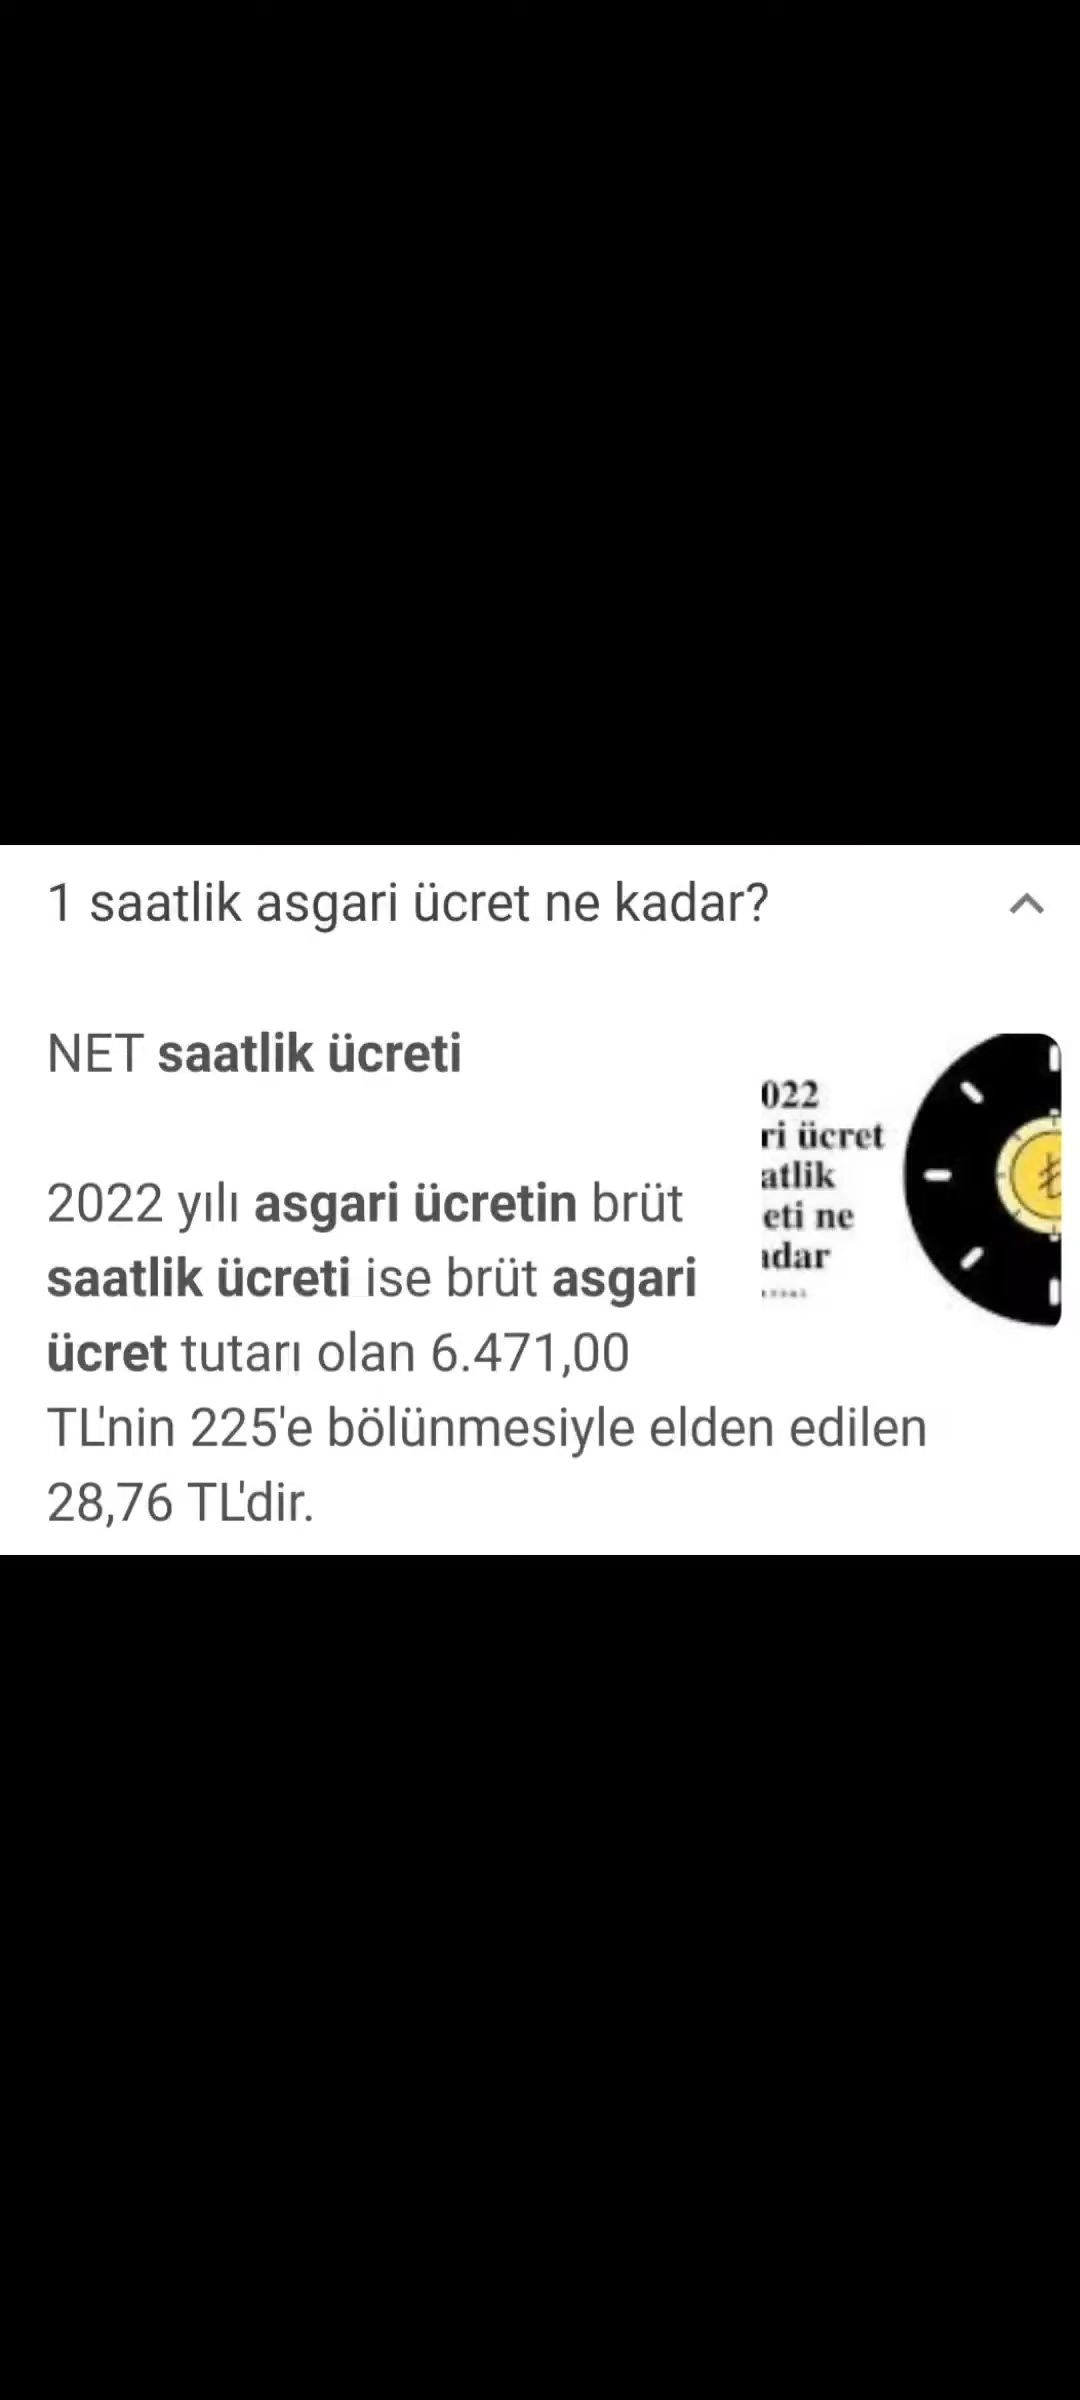 1 saatlik asgari ücret ne kadar?
NET saatlik ücreti
2022 yılı asgari ücretin brüt
saatlik ücreti ise brüt asgari
ücret tutarı olan 6.471,00
TL'nin 225'e bölünmesiyle elden edilen
28,76 TL'dir.
022
ri ücret
atlik
eti ne
adar